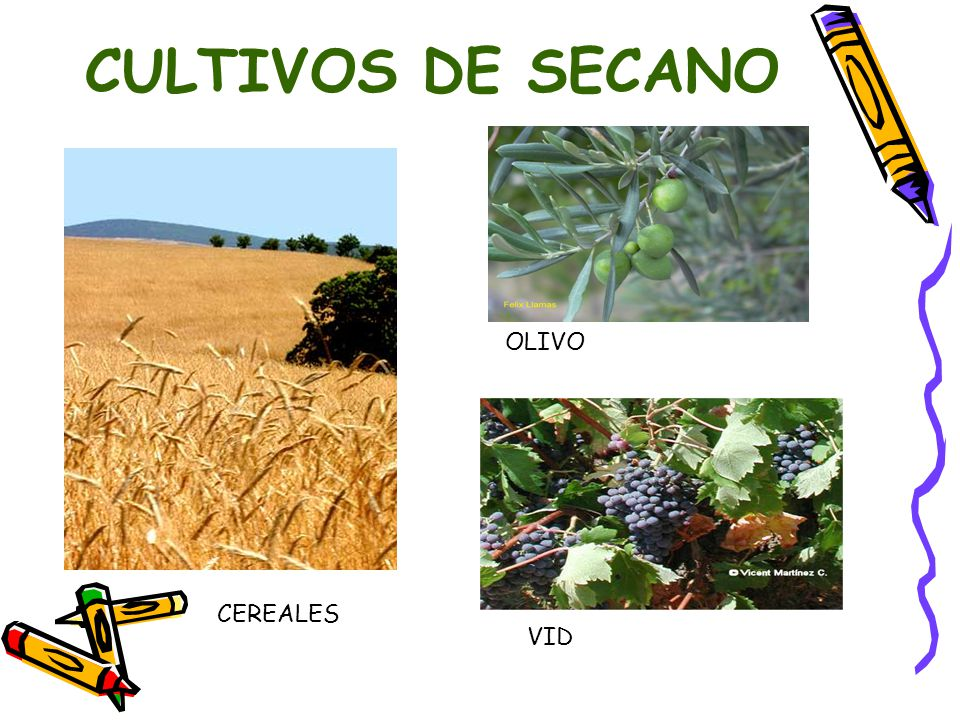 CULTIVOS DE SECANO
Felix Llamas
OLIVO
© Vicent Martínez C.
CEREALES
VID